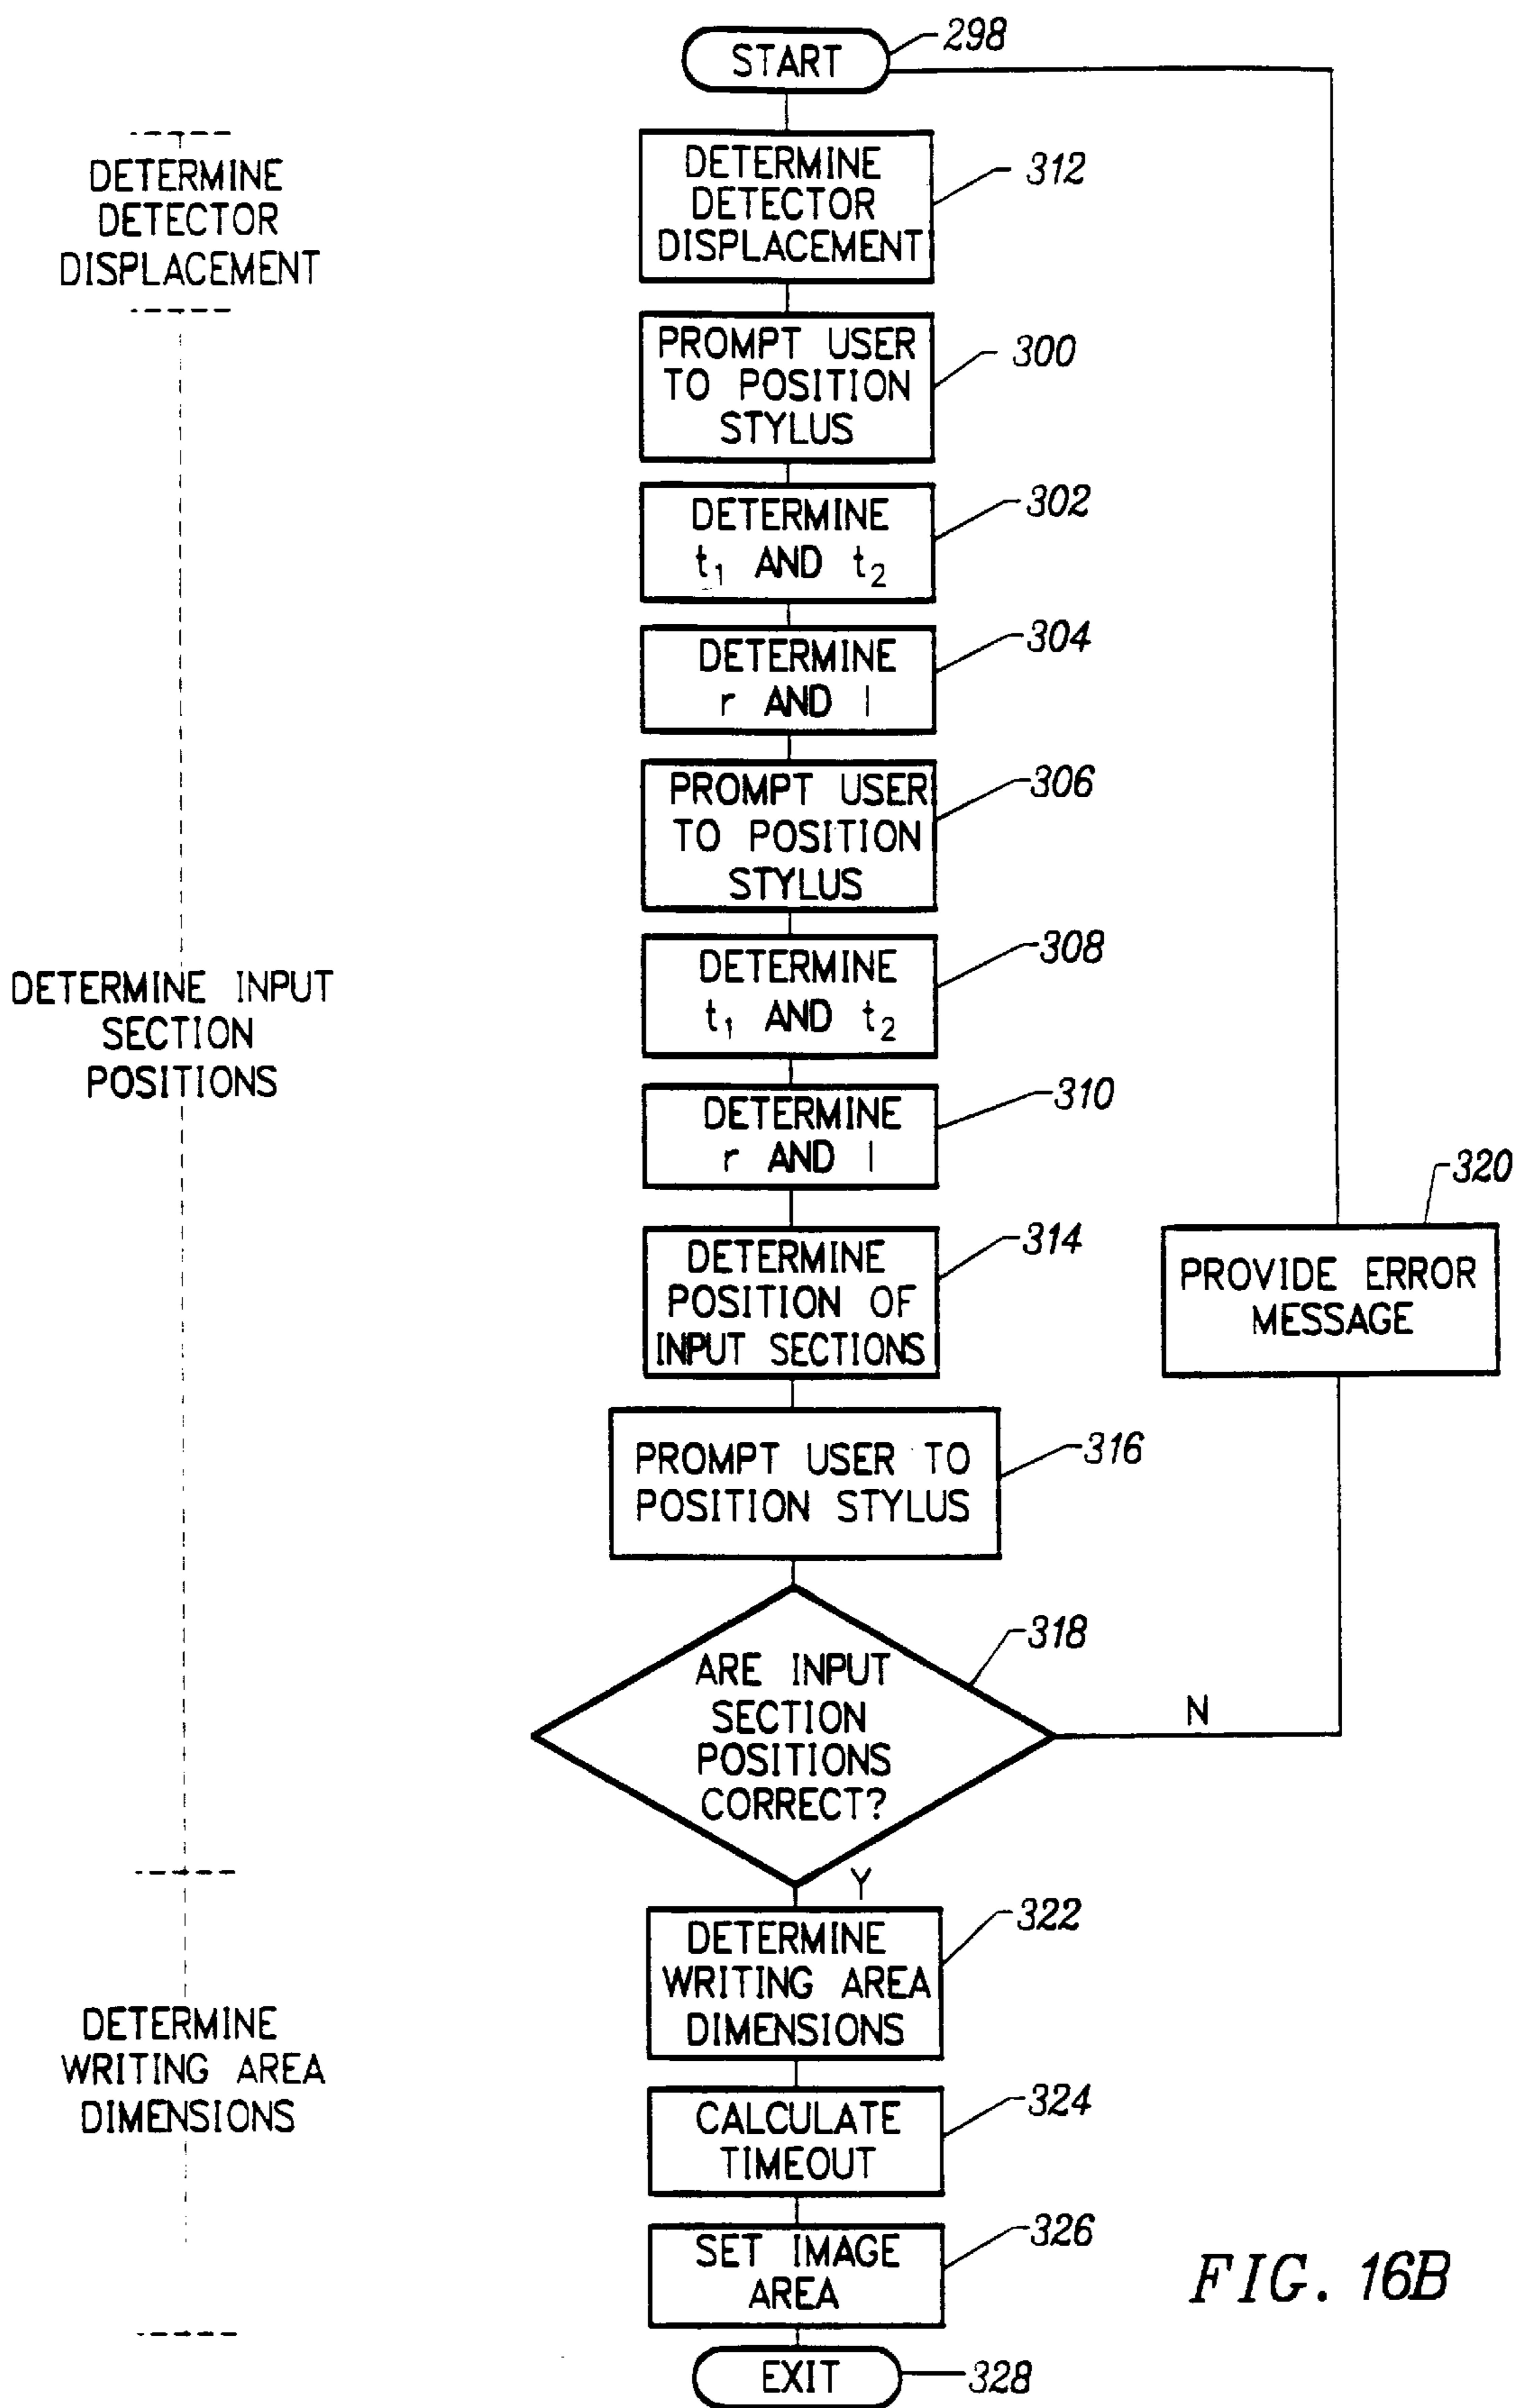 START
298
DETERMINE
DETECTOR
DISPLACEMENT
DETERMINE
DETECTOR
DISPLACEMENT
312
PROMPT USER
TO POSITION
STYLUS
300
DETERMINE
t₁ AND t₂
302
DETERMINE
r AND l
304
PROMPT USER
TO POSITION
STYLUS
306
DETERMINE INPUT
SECTION
POSITIONS
DETERMINE
t₁ AND t₂
308
DETERMINE
r AND l
310
DETERMINE
POSITION OF
INPUT SECTIONS
314
PROVIDE ERROR
MESSAGE
320
PROMPT USER TO
POSITION STYLUS
316
ARE INPUT
SECTION
POSITIONS
CORRECT?
318
N
Y
DETERMINE
WRITING AREA
DIMENSIONS
322
DETERMINE
WRITING AREA
DIMENSIONS
CALCULATE
TIMEOUT
324
SET IMAGE
AREA
326
EXIT
328
FIG. 16B